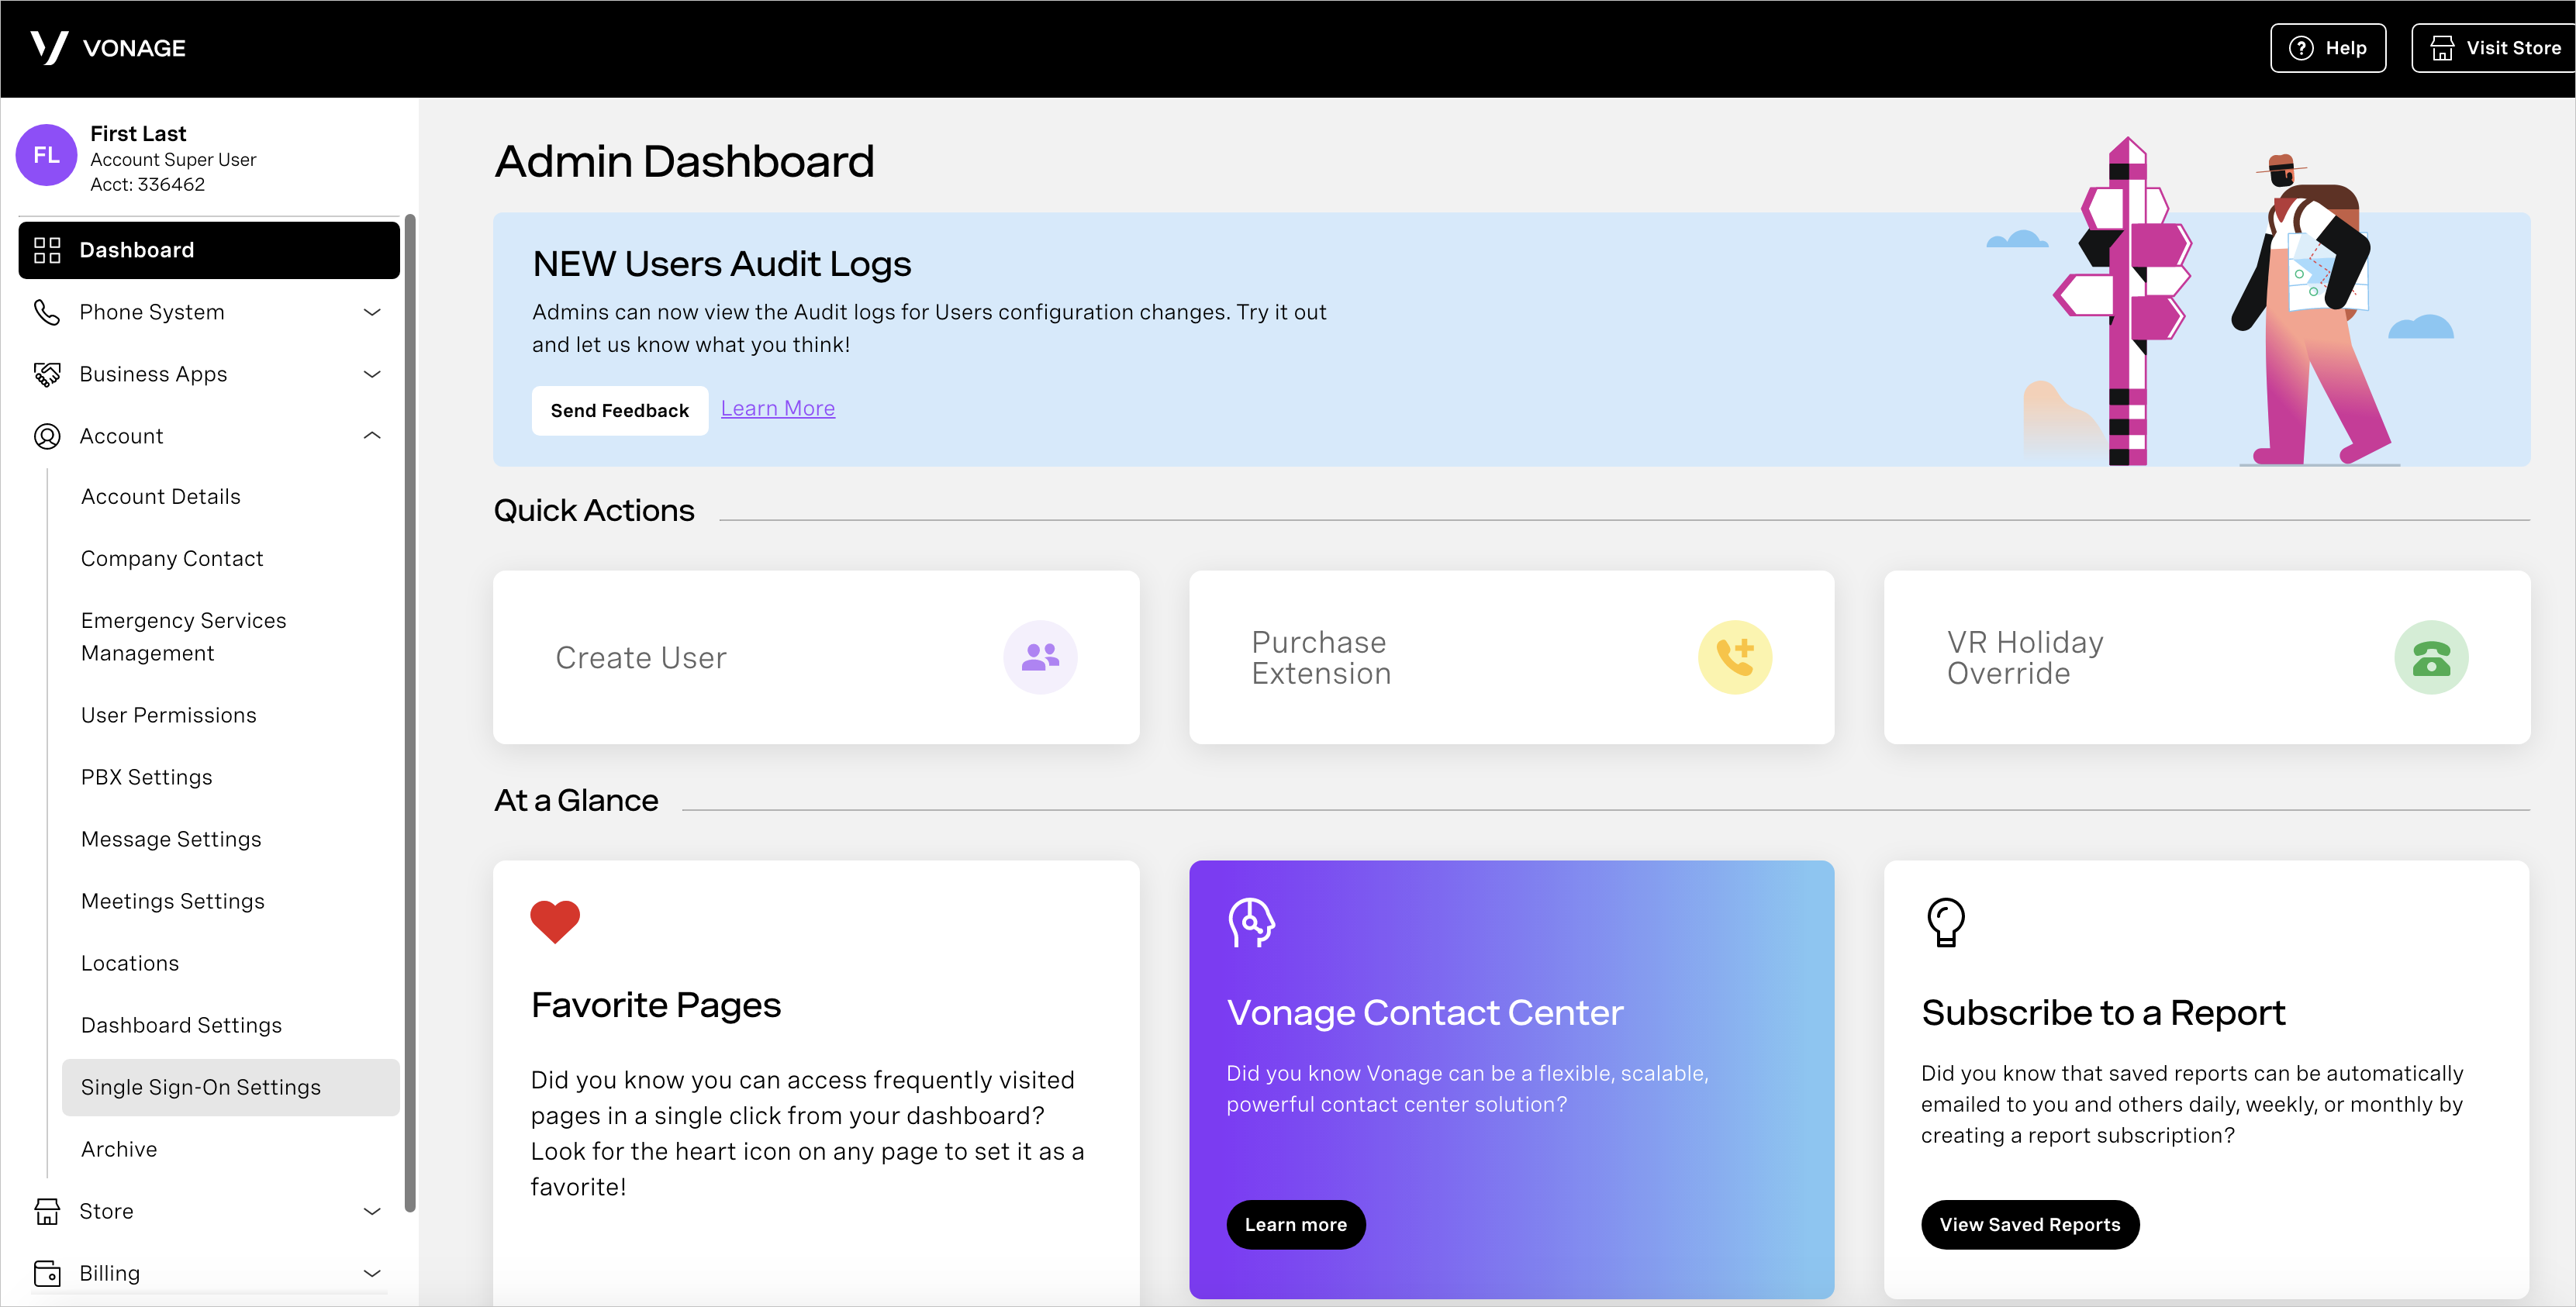 VONAGE
Help
Visit Store
FL
First Last
Account Super User
Acct: 336462
Dashboard
Phone System
Business Apps
Account
Account Details
Company Contact
Emergency Services
Management
User Permissions
PBX Settings
Message Settings
Meetings Settings
Locations
Dashboard Settings
Single Sign-On Settings
Archive
Store
Billing
Admin Dashboard
NEW Users Audit Logs
Admins can now view the Audit logs for Users configuration changes. Try it out
and let us know what you think!
Send Feedback
Learn More
Quick Actions
Create User
Purchase
Extension
VR Holiday
Override
At a Glance
Favorite Pages
Did you know you can access frequently visited
pages in a single click from your dashboard?
Look for the heart icon on any page to set it as a
favorite!
Vonage Contact Center
Did you know Vonage can be a flexible, scalable,
powerful contact center solution?
Learn more
Subscribe to a Report
Did you know that saved reports can be automatically
emailed to you and others daily, weekly, or monthly by
creating a report subscription?
View Saved Reports